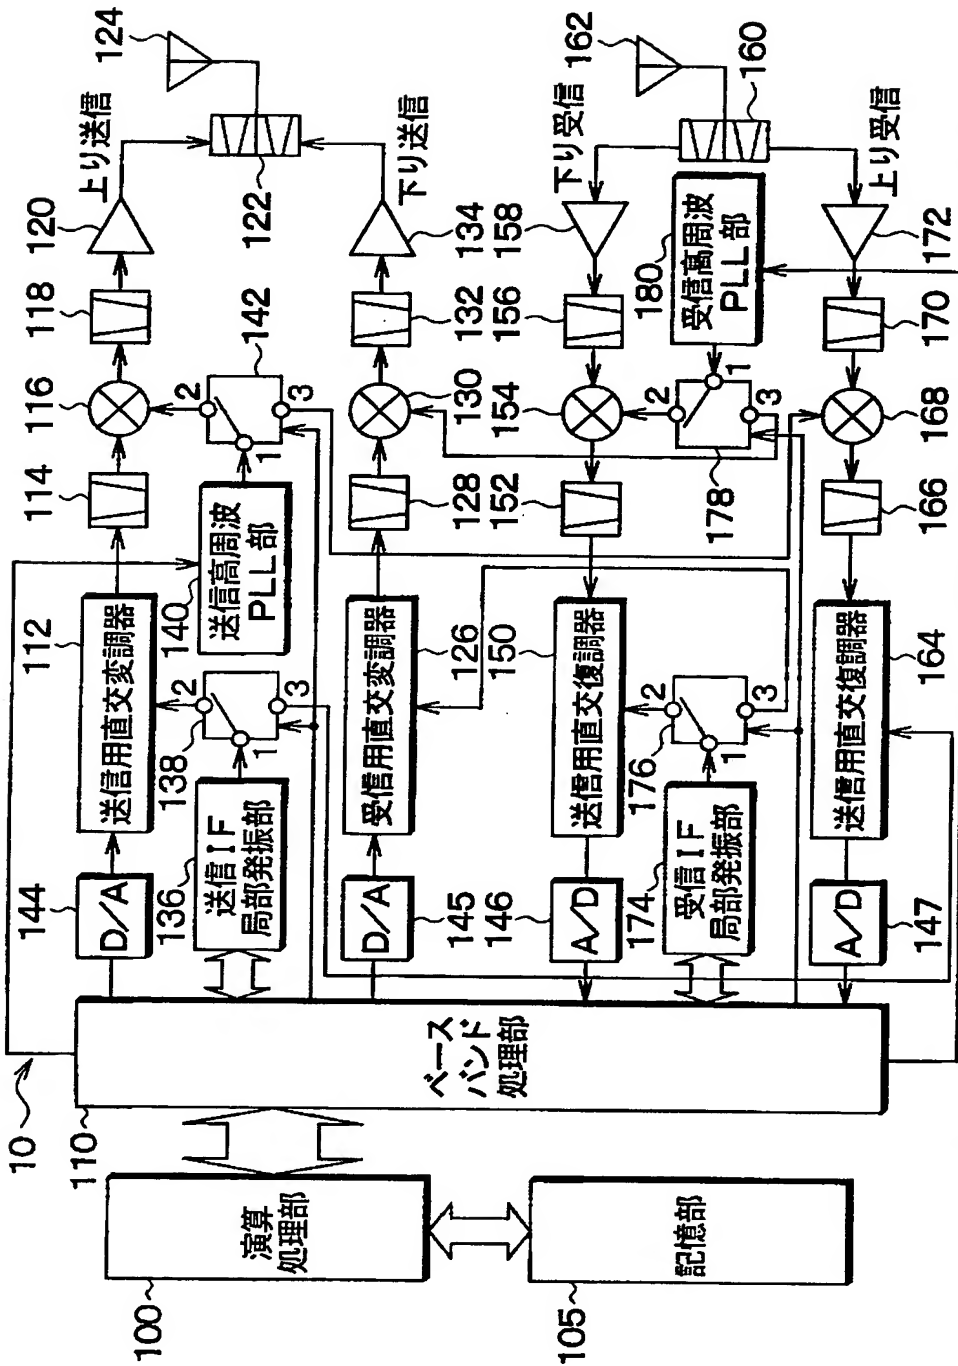 10
110
144
112
114
116
118
120
上り送信
124
D/A
送信用直交変調器
100
演算
処理部
136
送信IF
局部発振部
138
1
2
3
140
送信高周波
PLL部
142
1
2
3
122
ベース
バンド
処理部
D/A
145
受信用直交変調器
126
128
130
132
134
下り送信
105
記憶部
146
A/D
150
送信用直交復調器
152
154
156
158
下り受信
162
160
174
受信IF
局部発振部
176
1
2
3
178
1
2
3
180
受信高周波
PLL部
A/D
147
送信用直交復調器
164
166
168
170
172
上り受信